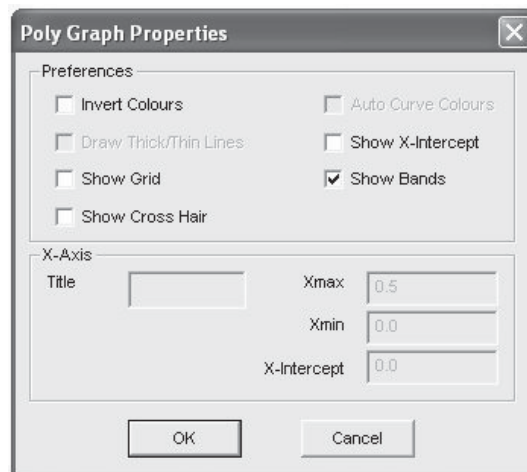 Poly Graph Properties
Preferences
Invert Colours
Auto Curve Colours
Draw Thick/Thin Lines
Show X-Intercept
Show Grid
Show Bands
Show Cross Hair
X-Axis
Title
Xmax 0.5
Xmin 0.0
X-Intercept 0.0
OK
Cancel